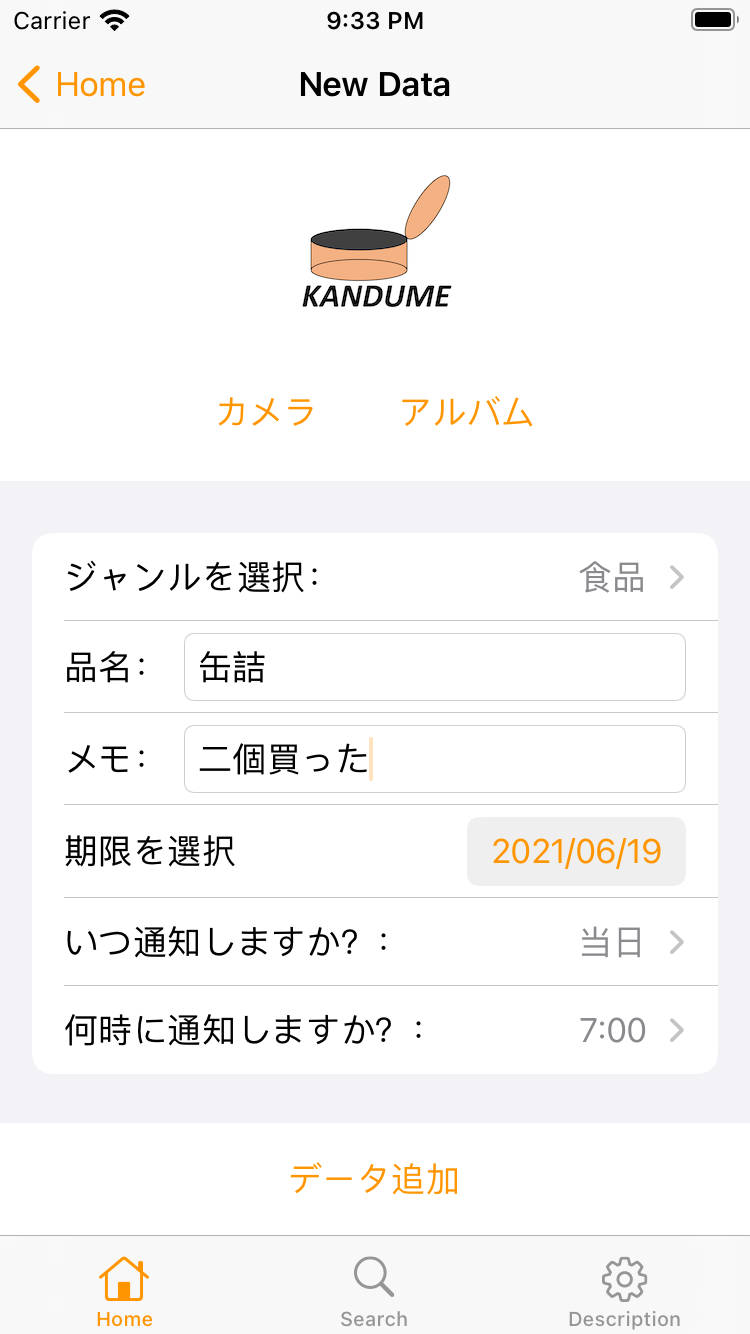 Carrier 9:33 PM
Home New Data
KANDUME
カメラ アルバム
ジャンルを選択: 食品
品名: 缶詰
メモ: 二個買った
期限を選択 2021/06/19
いつ通知しますか? : 当日
何時に通知しますか? : 7:00
データ追加
Home Search Description